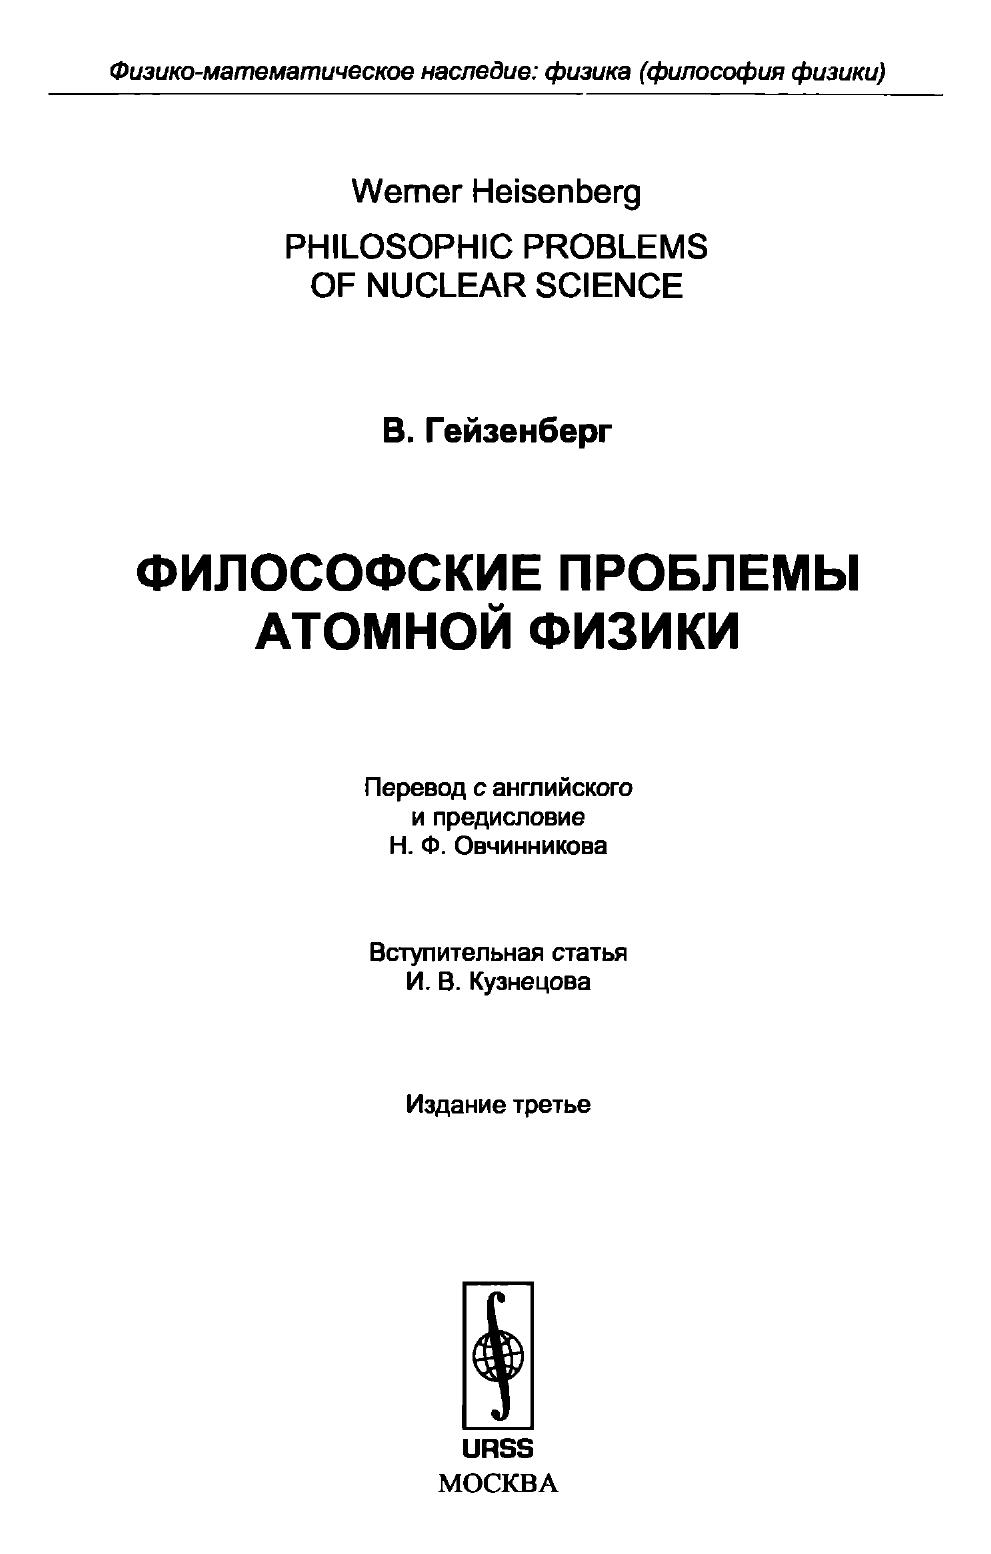 Физико-математическое наследие: физика (философия физики)
Werner Heisenberg
PHILOSOPHIC PROBLEMS
OF NUCLEAR SCIENCE
В. Гейзенберг
ФИЛОСОФСКИЕ ПРОБЛЕМЫ
АТОМНОЙ ФИЗИКИ
Перевод с английского
и предисловие
Н. Ф. Овчинникова
Вступительная статья
И. В. Кузнецова
Издание третье
URSS
МОСКВА